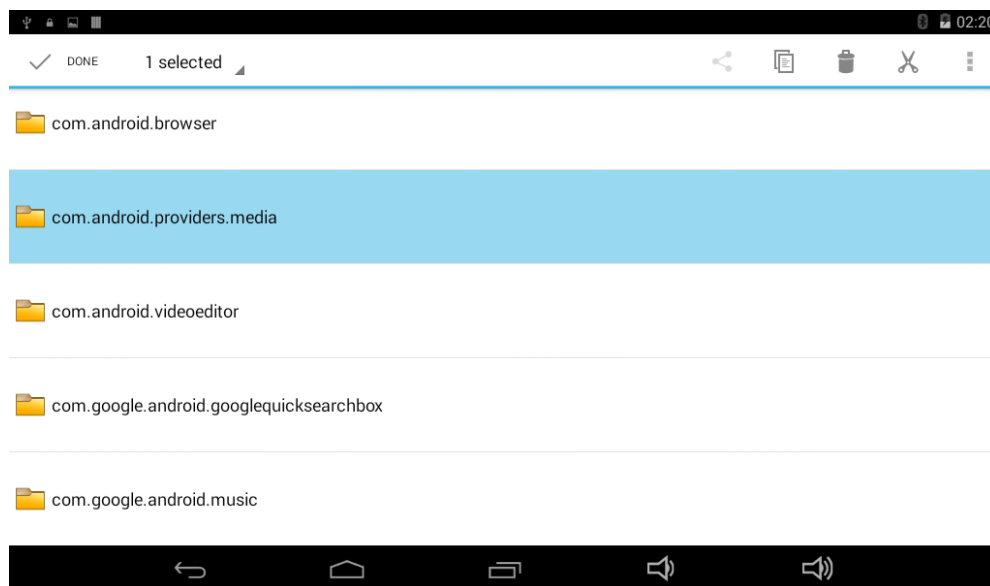 02:20
DONE 1 selected
com.android.browser
com.android.providers.media
com.android.videoeditor
com.google.android.googlequicksearchbox
com.google.android.music